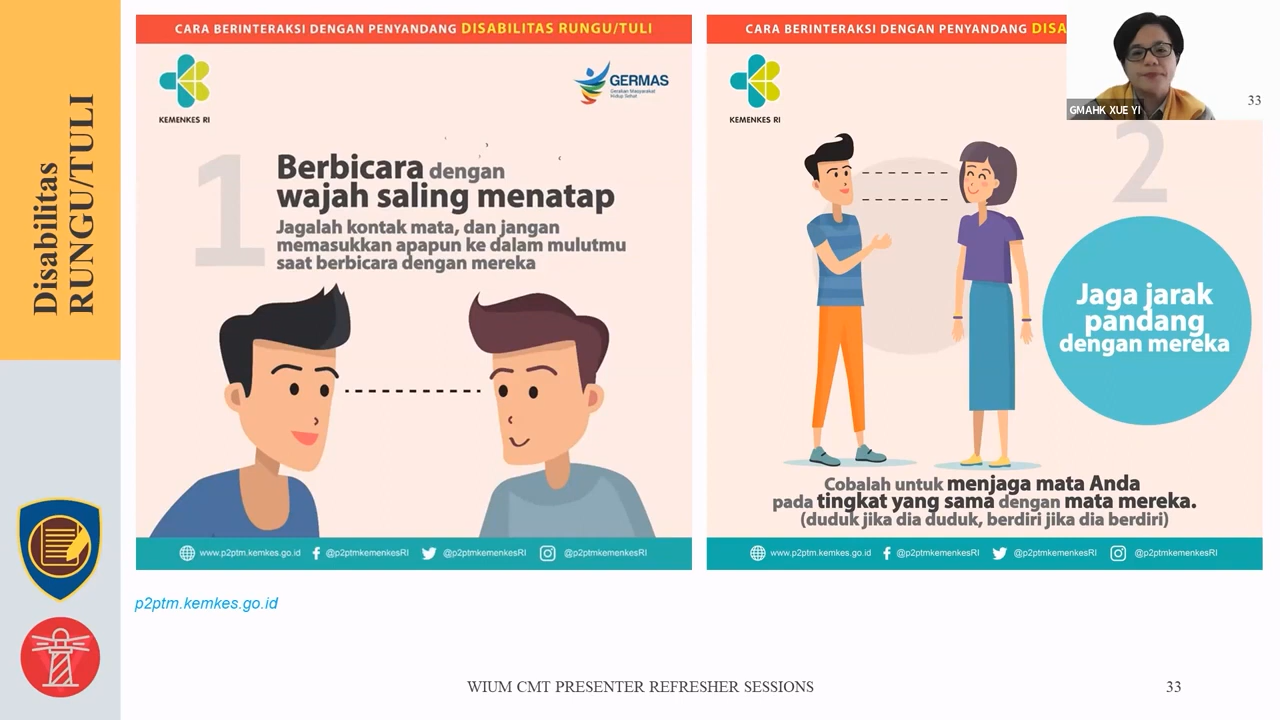 Disabilitas
RUNGU/TULI
CARA BERINTERAKSI DENGAN PENYANDANG DISABILITAS RUNGU/TULI
KEMENKES RI
GERMAS
Gerakan Masyarakat
Hidup Sehat
1
Berbicara dengan
wajah saling menatap
Jagalah kontak mata, dan jangan
memasukkan apapun ke dalam mulutmu
saat berbicara dengan mereka
www.p2ptm.kemkes.go.id @p2ptmkemenkesRI @p2ptmkemenkesRI @p2ptmkemenkesRI
CARA BERINTERAKSI DENGAN PENYANDANG DISA
KEMENKES RI
GMAHK XUE YI
33
2
Jaga jarak
pandang
dengan mereka
Cobalah untuk menjaga mata Anda
pada tingkat yang sama dengan mata mereka.
(duduk jika dia duduk, berdiri jika dia berdiri)
www.p2ptm.kemkes.go.id @p2ptmkemenkesRI @p2ptmkemenkesRI @p2ptmkemenkesRI
p2ptm.kemkes.go.id
WIUM CMT PRESENTER REFRESHER SESSIONS
33